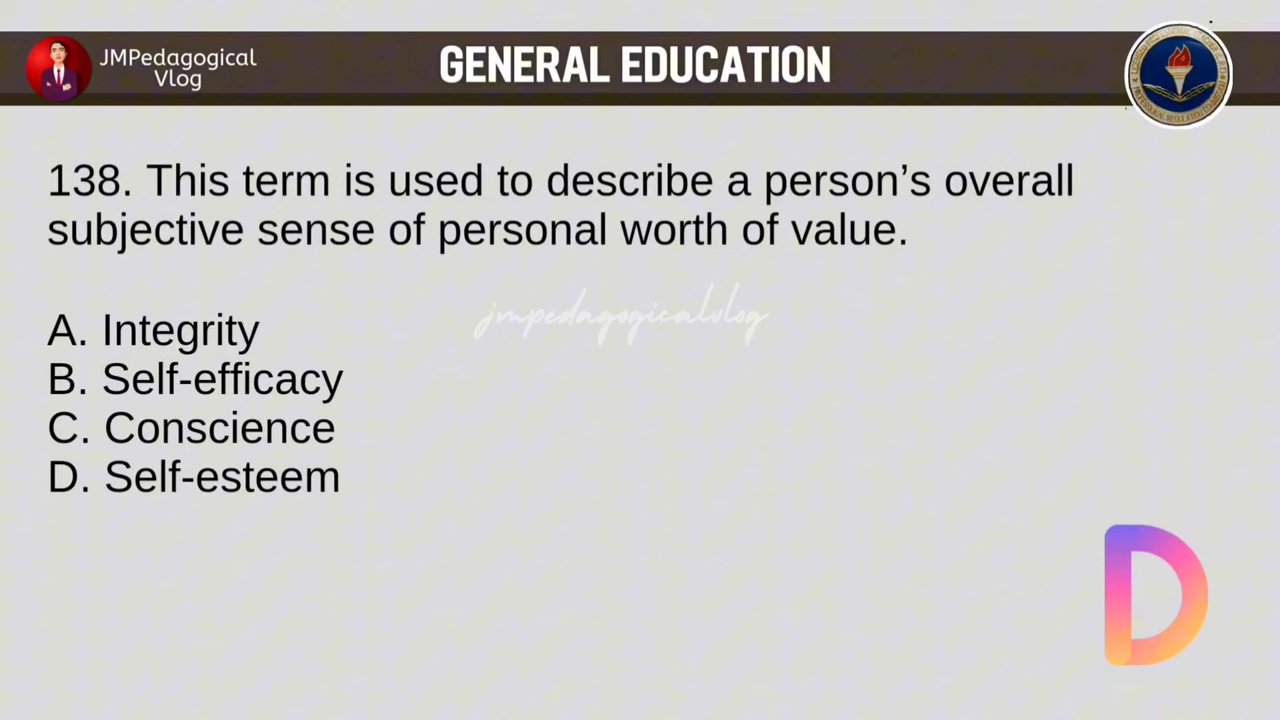 JMPedagogical
Vlog
GENERAL EDUCATION
138. This term is used to describe a person’s overall
subjective sense of personal worth of value.
jmpedagogicalvlog
A. Integrity
B. Self-efficacy
C. Conscience
D. Self-esteem
D